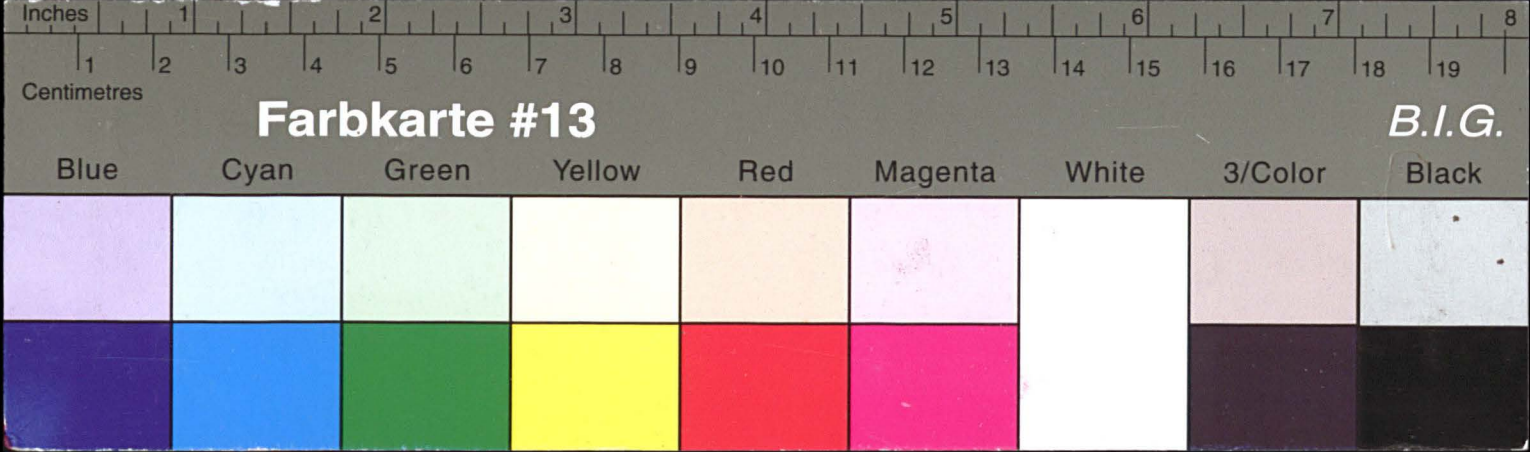 Inches 1 2 3 4 5 6 7 8
1 2 3 4 5 6 7 8 9 10 11 12 13 14 15 16 17 18 19
Centimetres
Farbkarte #13 B.I.G.
Blue Cyan Green Yellow Red Magenta White 3/Color Black